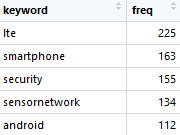 keyword freq
lte 225
smartphone 163
security 155
sensornetwork 134
android 112